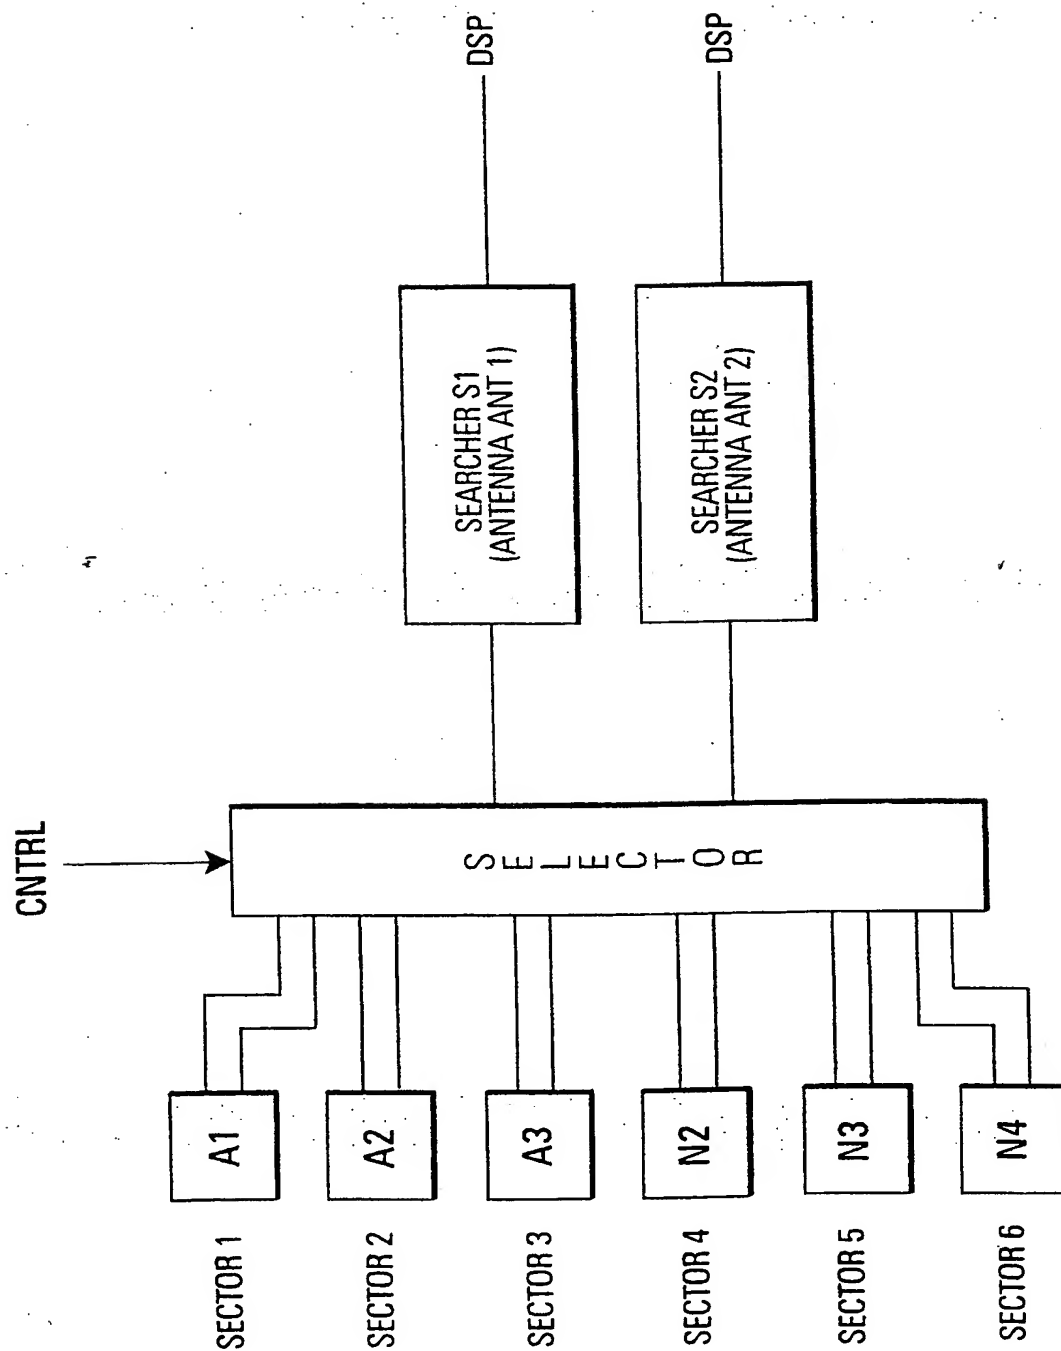 CNTRL
SECTOR 1
A1
SECTOR 2
A2
SECTOR 3
A3
SECTOR 4
N2
SECTOR 5
N3
SECTOR 6
N4
SELECTOR
SEARCHER S1
(ANTENNA ANT 1)
DSP
SEARCHER S2
(ANTENNA ANT 2)
DSP